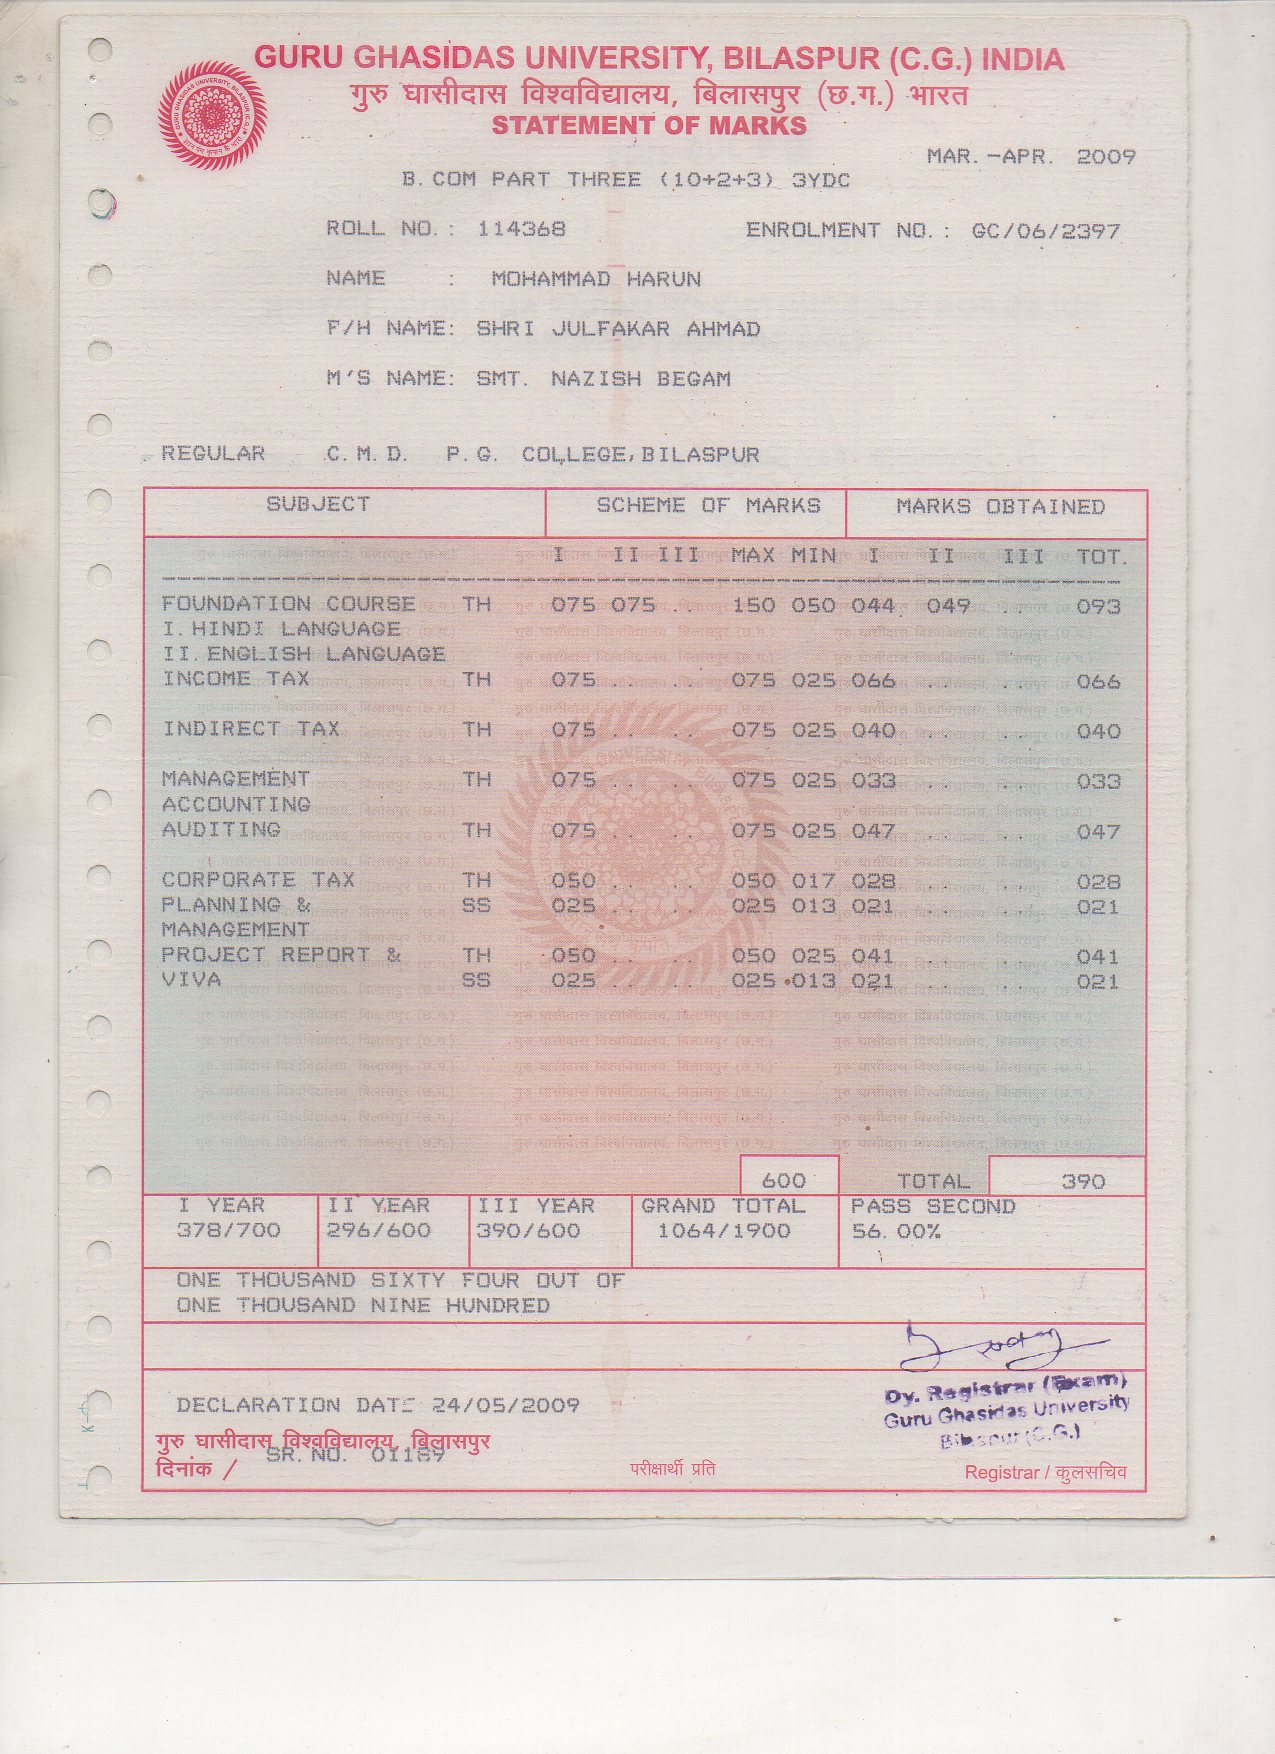 GURU GHASIDAS UNIVERSITY, BILASPUR (C.G.) INDIA
गुरु घासीदास विश्वविद्यालय, बिलासपुर (छ.ग.) भारत
STATEMENT OF MARKS
MAR.-APR. 2009
B.COM PART THREE (10+2+3) 3YDC
ROLL NO.: 114368 ENROLMENT NO.: GC/06/2397
NAME : MOHAMMAD HARUN
F/H NAME: SHRI JULFAKAR AHMAD
M'S NAME: SMT. NAZISH BEGAM
REGULAR C.M.D. P.G. COLLEGE,BILASPUR
SUBJECT SCHEME OF MARKS MARKS OBTAINED
I II III MAX MIN I II III TOT.
FOUNDATION COURSE TH 075 075 150 050 044 049 093
I.HINDI LANGUAGE
II.ENGLISH LANGUAGE
INCOME TAX TH 075 075 025 066 066
INDIRECT TAX TH 075 075 025 040 040
MANAGEMENT TH 075 075 025 033 033
ACCOUNTING
AUDITING TH 075 075 025 047 047
CORPORATE TAX TH 050 050 017 028 028
PLANNING & SS 025 025 013 021 021
MANAGEMENT
PROJECT REPORT & TH 050 050 025 041 041
VIVA SS 025 025 013 021 021
600 TOTAL 390
I YEAR II YEAR III YEAR GRAND TOTAL PASS SECOND
378/700 296/600 390/600 1064/1900 56.00%
ONE THOUSAND SIXTY FOUR OUT OF
ONE THOUSAND NINE HUNDRED
DECLARATION DATE 24/05/2009
Dy. Registrar (Exam)
Guru Ghasidas University
Bilaspur (C.G.)
गुरु घासीदास विश्वविद्यालय, बिलासपुर
SR.NO. 01189
दिनांक /
परीक्षार्थी प्रति
Registrar / कुलसचिव